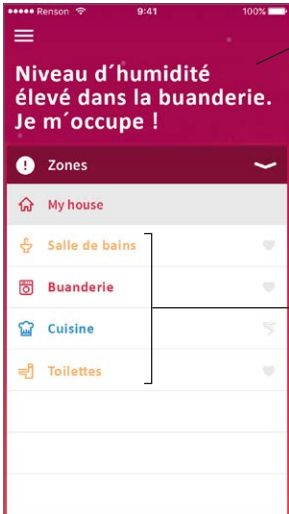 Renson 9:41 100%
Niveau d´humidité
élevé dans la buanderie.
Je m´occupe !
Zones
My house
Salle de bains
Buanderie
Cuisine
Toilettes